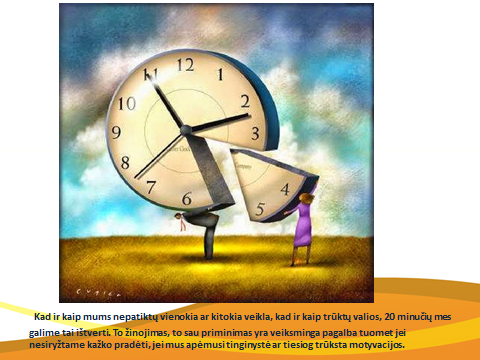 11 12 1
10 2
9 3
8 4
7 6 5
Kad ir kaip mums nepatiktų vienokia ar kitokia veikla, kad ir kaip trūktų valios, 20 minučių mes
galime tai ištverti. To žinojimas, to sau priminimas yra veiksminga pagalba tuomet jei
nesiryžtame kažko pradėti, jei mus apėmusi tinginystė ar tiesiog trūksta motyvacijos.